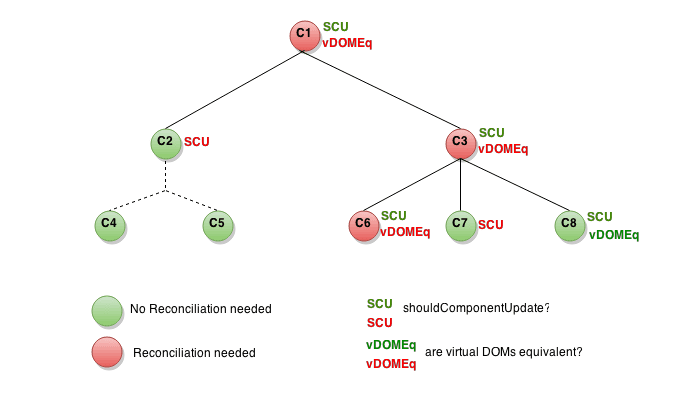 C1 SCU
vDOMEq
C2 SCU
C3 SCU
vDOMEq
C4
C5
C6 SCU
vDOMEq
C7 SCU
C8 SCU
vDOMEq
No Reconciliation needed
Reconciliation needed
SCU shouldComponentUpdate?
SCU
vDOMEq are virtual DOMs equivalent?
vDOMEq